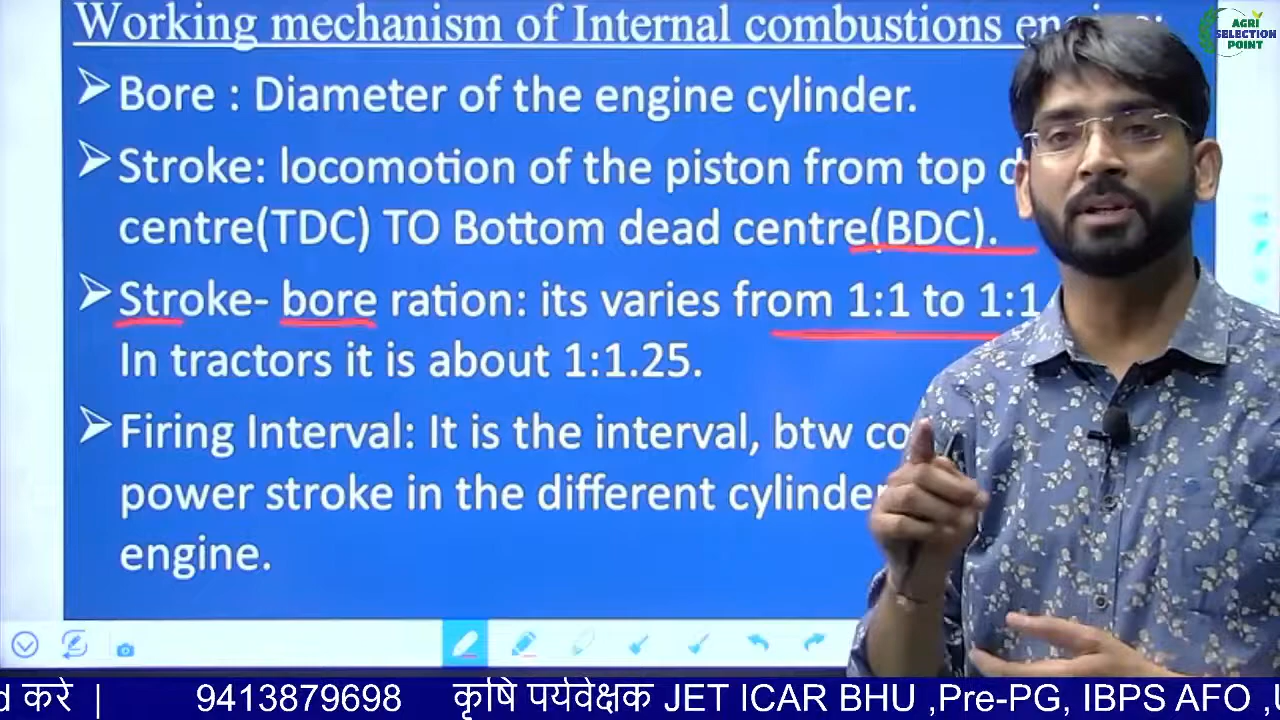 Working mechanism of Internal combustions
AGRI
SELECTION
POINT
Bore : Diameter of the engine cylinder.
Stroke: locomotion of the piston from top
centre(TDC) TO Bottom dead centre(BDC).
Stroke- bore ration: its varies from 1:1 to 1:1
In tractors it is about 1:1.25.
Firing Interval: It is the interval, btw
power stroke in the different
engine.
करे | 9413879698 कृषि पर्यवेक्षक JET ICAR BHU ,Pre-PG, IBPS AFO ,